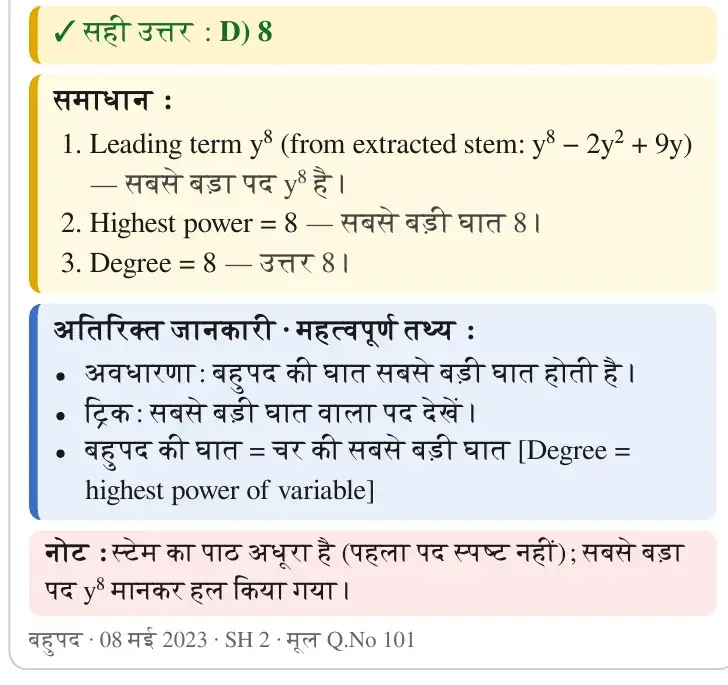 ✓ सही उत्तर : D) 8
समाधान :
1. Leading term y⁸ (from extracted stem: y⁸ − 2y² + 9y)
— सबसे बड़ा पद y⁸ है।
2. Highest power = 8 — सबसे बड़ी घात 8।
3. Degree = 8 — उत्तर 8।
अतिरिक्त जानकारी · महत्वपूर्ण तथ्य :
• अवधारणा : बहुपद की घात सबसे बड़ी घात होती है।
• ट्रिक : सबसे बड़ी घात वाला पद देखें।
• बहुपद की घात = चर की सबसे बड़ी घात [Degree =
highest power of variable]
नोट : स्टेम का पाठ अधूरा है (पहला पद स्पष्ट नहीं); सबसे बड़ा
पद y⁸ मानकर हल किया गया।
बहुपद · 08 मई 2023 · SH 2 · मूल Q.No 101